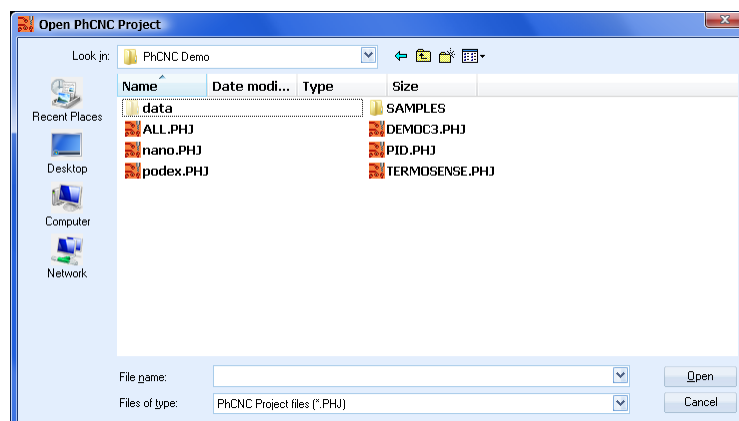 Open PhCNC Project
Look in: PhCNC Demo
Name Date modi... Type Size
data SAMPLES
ALL.PHJ DEMOC3.PHJ
nano.PHJ PID.PHJ
podex.PHJ TERMOSENSE.PHJ
Recent Places
Desktop
Computer
Network
File name:
Open
Files of type: PhCNC Project files (*.PHJ)
Cancel